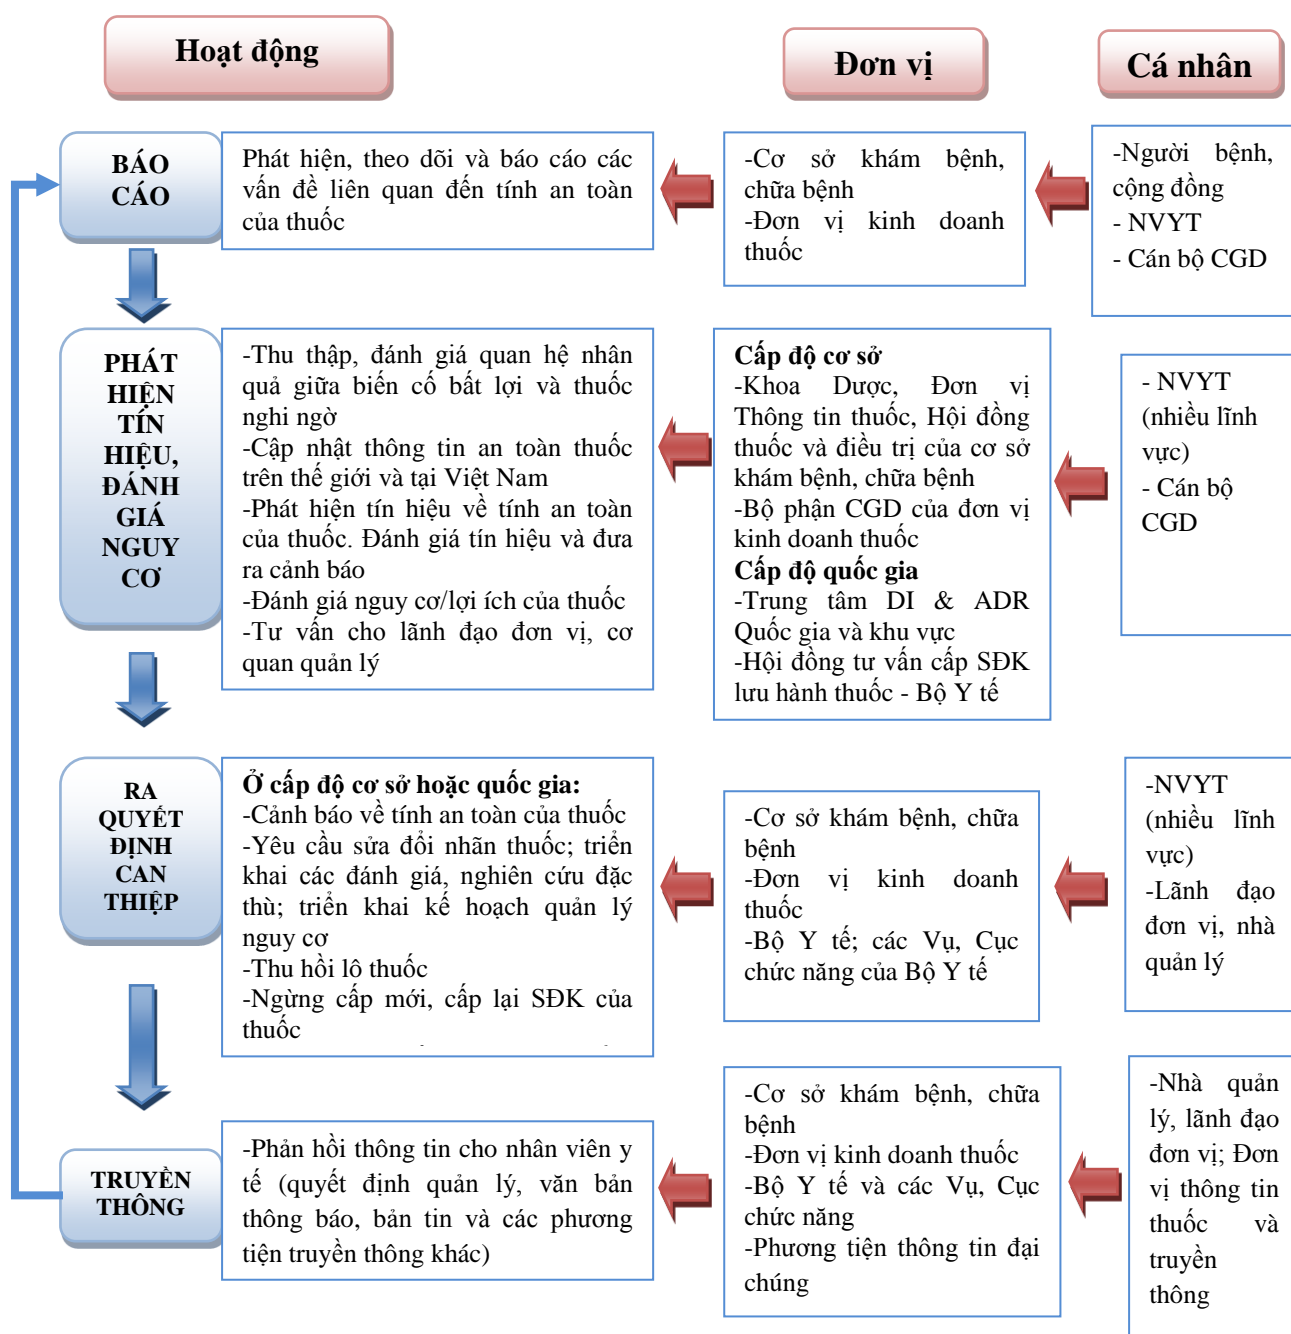 Hoạt động
Đơn vị
Cá nhân
BÁO
CÁO
Phát hiện, theo dõi và báo cáo các
vấn đề liên quan đến tính an toàn
của thuốc
-Cơ sở khám bệnh,
chữa bệnh
-Đơn vị kinh doanh
thuốc
-Người bệnh,
cộng đồng
- NVYT
- Cán bộ CGD
PHÁT
HIỆN
TÍN
HIỆU,
ĐÁNH
GIÁ
NGUY
CƠ
-Thu thập, đánh giá quan hệ nhân
quả giữa biến cố bất lợi và thuốc
nghi ngờ
-Cập nhật thông tin an toàn thuốc
trên thế giới và tại Việt Nam
-Phát hiện tín hiệu về tính an toàn
của thuốc. Đánh giá tín hiệu và đưa
ra cảnh báo
-Đánh giá nguy cơ/lợi ích của thuốc
-Tư vấn cho lãnh đạo đơn vị, cơ
quan quản lý
Cấp độ cơ sở
-Khoa Dược, Đơn vị
Thông tin thuốc, Hội đồng
thuốc và điều trị của cơ sở
khám bệnh, chữa bệnh
-Bộ phận CGD của đơn vị
kinh doanh thuốc
Cấp độ quốc gia
-Trung tâm DI & ADR
Quốc gia và khu vực
-Hội đồng tư vấn cấp SĐK
lưu hành thuốc - Bộ Y tế
- NVYT
(nhiều lĩnh
vực)
- Cán bộ
CGD
RA
QUYẾT
ĐỊNH
CAN
THIỆP
Ở cấp độ cơ sở hoặc quốc gia:
-Cảnh báo về tính an toàn của thuốc
-Yêu cầu sửa đổi nhãn thuốc; triển
khai các đánh giá, nghiên cứu đặc
thù; triển khai kế hoạch quản lý
nguy cơ
-Thu hồi lô thuốc
-Ngừng cấp mới, cấp lại SĐK của
thuốc
-Cơ sở khám bệnh, chữa
bệnh
-Đơn vị kinh doanh
thuốc
-Bộ Y tế; các Vụ, Cục
chức năng của Bộ Y tế
-NVYT
(nhiều lĩnh
vực)
-Lãnh đạo
đơn vị, nhà
quản lý
TRUYỀN
THÔNG
-Phản hồi thông tin cho nhân viên y
tế (quyết định quản lý, văn bản
thông báo, bản tin và các phương
tiện truyền thông khác)
-Cơ sở khám bệnh, chữa
bệnh
-Đơn vị kinh doanh thuốc
-Bộ Y tế và các Vụ, Cục
chức năng
-Phương tiện thông tin đại
chúng
-Nhà quản
lý, lãnh đạo
đơn vị; Đơn
vị thông tin
thuốc và
truyền
thông